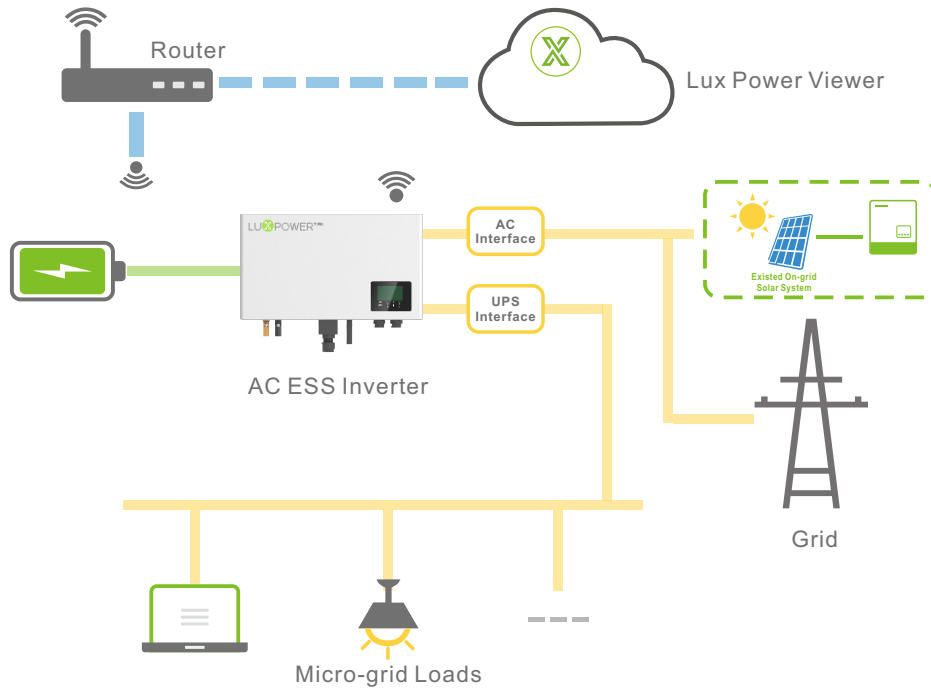 Router
Lux Power Viewer
LUXPOWER
AC
Interface
UPS
Interface
Existed On-grid
Solar System
AC ESS Inverter
Grid
Micro-grid Loads